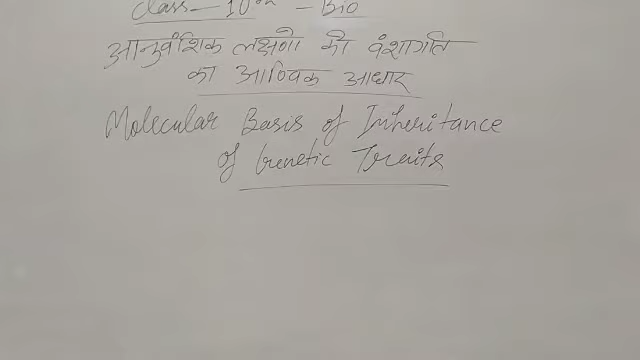 Class - 10th - Bio
आनुवंशिक लक्षणों की वंशागति
का आण्विक आधार
Molecular Basis of Inheritance
of Genetic Traits